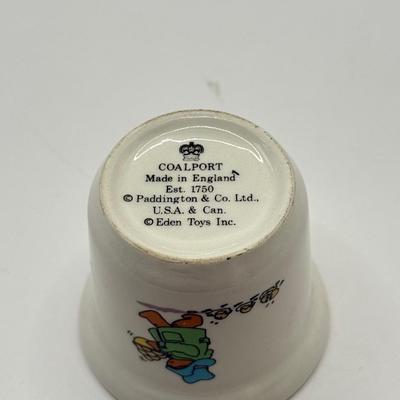 COALPORT
Made in England
Est. 1750
© Paddington & Co. Ltd.,
U.S.A. & Can.
© Eden Toys Inc.